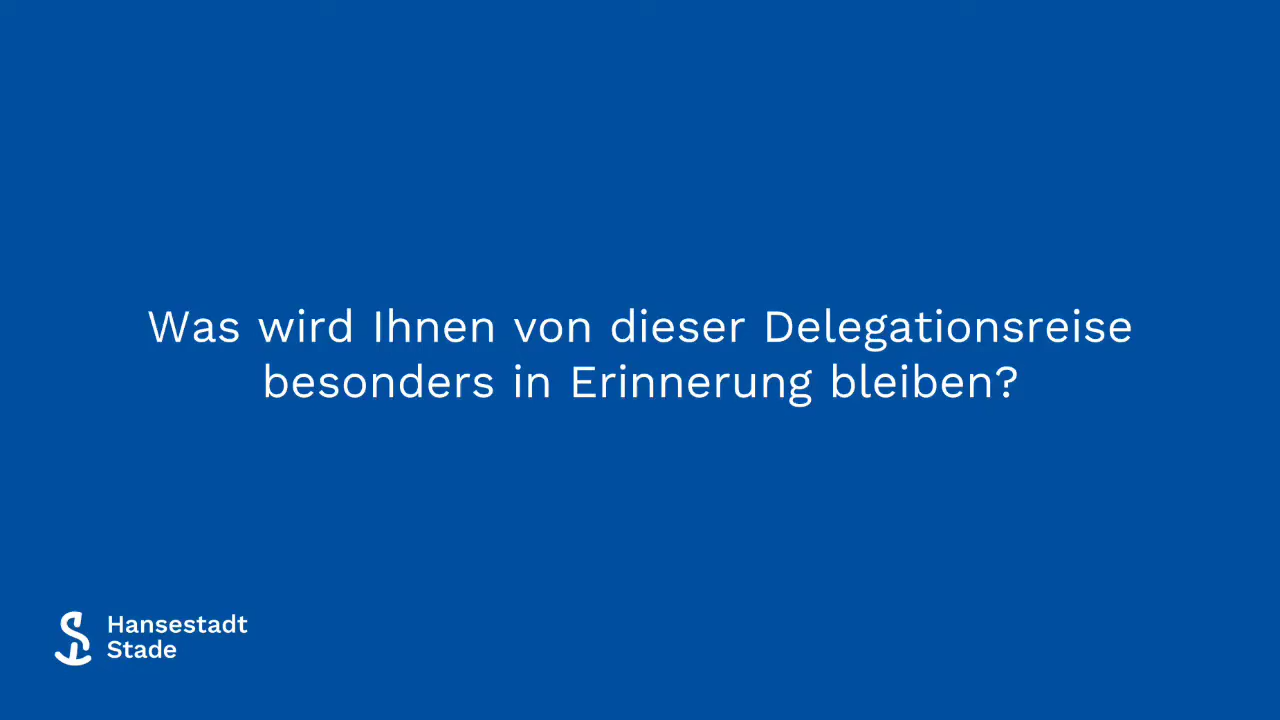 Was wird Ihnen von dieser Delegationsreise
besonders in Erinnerung bleiben?
Hansestadt
Stade